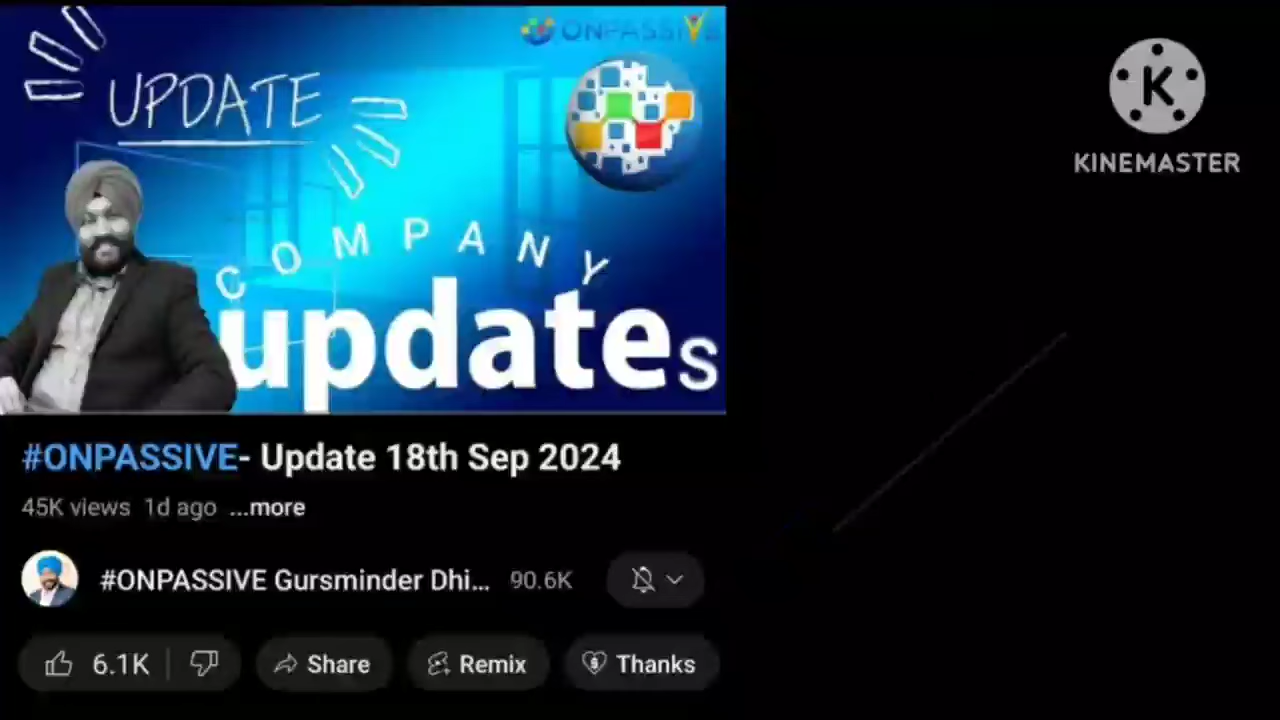 ONPASSIVE
UPDATE
COMPANY
updates
#ONPASSIVE- Update 18th Sep 2024
45K views 1d ago ...more
#ONPASSIVE Gursminder Dhi... 90.6K
6.1K Share Remix Thanks
K
KINEMASTER